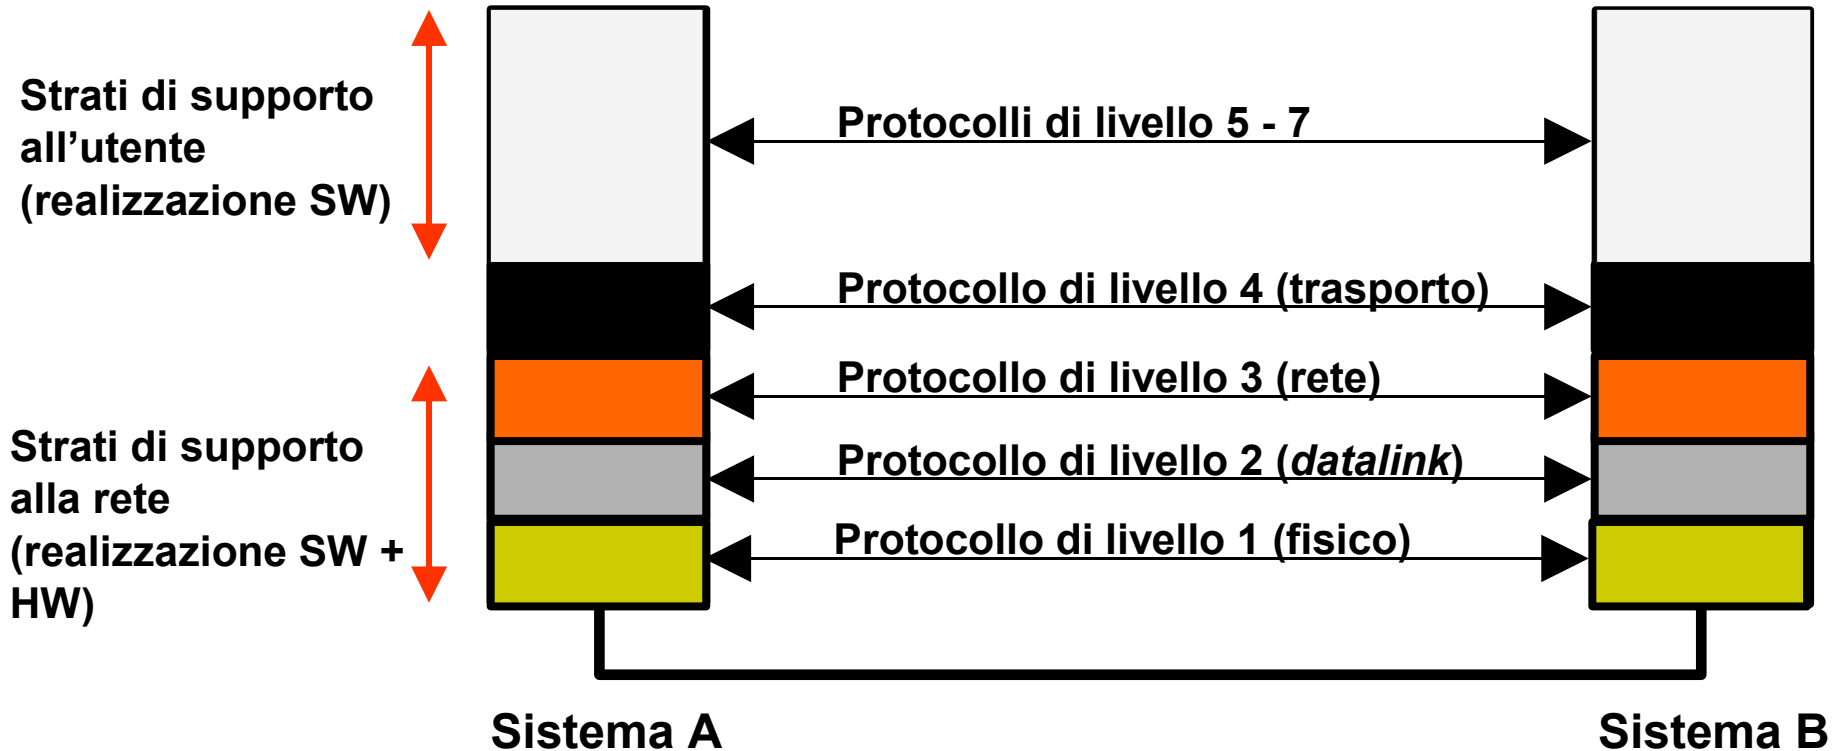 Strati di supporto
all’utente
(realizzazione SW)
Protocolli di livello 5 - 7
Protocollo di livello 4 (trasporto)
Protocollo di livello 3 (rete)
Strati di supporto
alla rete
(realizzazione SW +
HW)
Protocollo di livello 2 (datalink)
Protocollo di livello 1 (fisico)
Sistema A
Sistema B